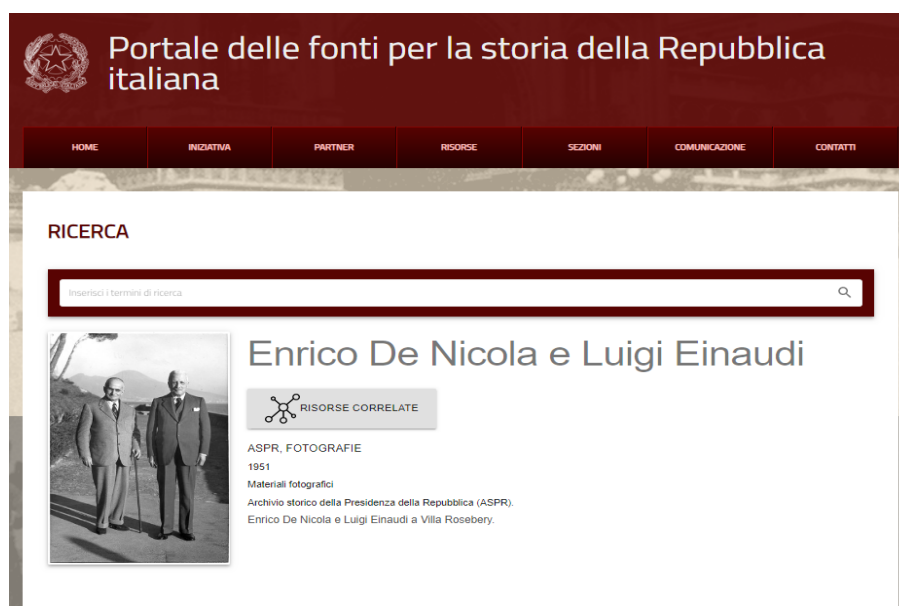 Portale delle fonti per la storia della Repubblica
italiana
HOME INIZIATIVA PARTNER RISORSE SEZIONI COMUNICAZIONE CONTATTI
RICERCA
Inserisci i termini di ricerca
Enrico De Nicola e Luigi Einaudi
RISORSE CORRELATE
ASPR, FOTOGRAFIE
1951
Materiali fotografici
Archivio storico della Presidenza della Repubblica (ASPR).
Enrico De Nicola e Luigi Einaudi a Villa Rosebery.